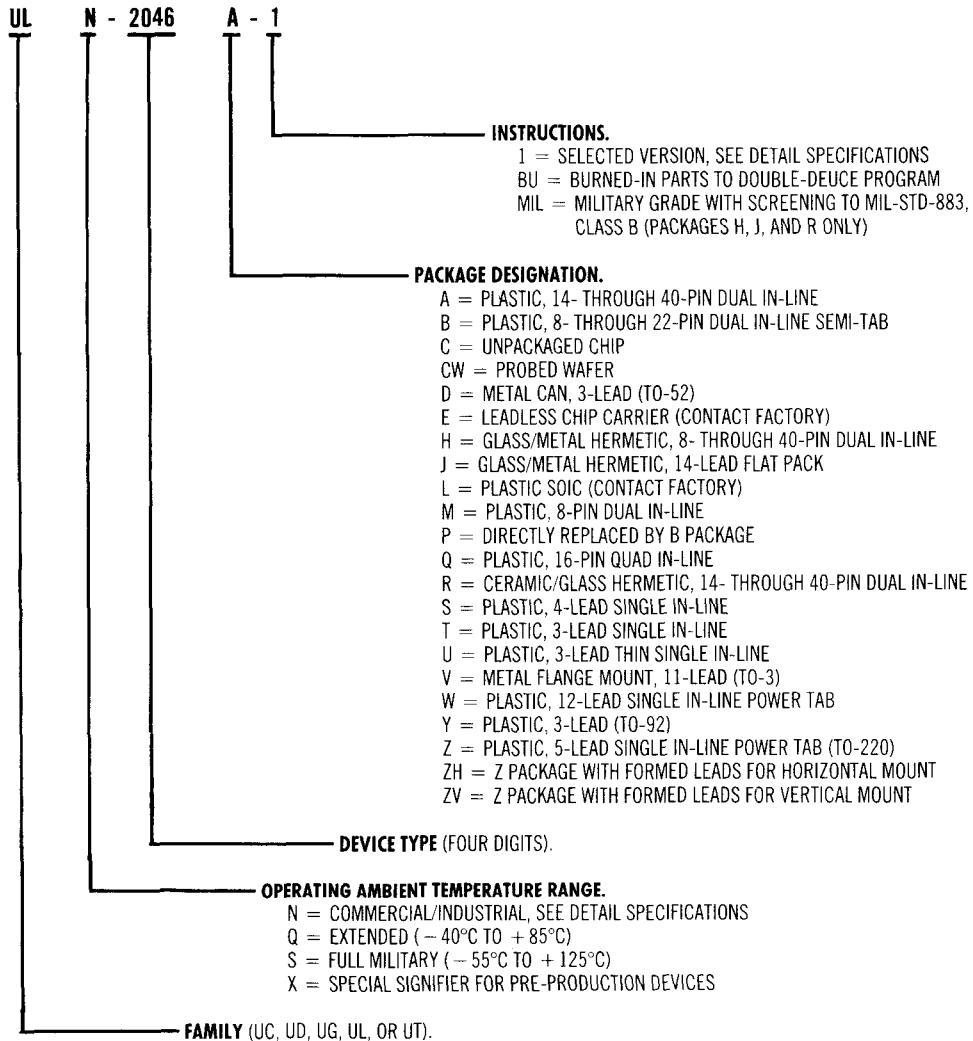 UL N - 2046 A - 1
INSTRUCTIONS.
1 = SELECTED VERSION, SEE DETAIL SPECIFICATIONS
BU = BURNED-IN PARTS TO DOUBLE-DEUCE PROGRAM
MIL = MILITARY GRADE WITH SCREENING TO MIL-STD-883,
CLASS B (PACKAGES H, J, AND R ONLY)
PACKAGE DESIGNATION.
A = PLASTIC, 14- THROUGH 40-PIN DUAL IN-LINE
B = PLASTIC, 8- THROUGH 22-PIN DUAL IN-LINE SEMI-TAB
C = UNPACKAGED CHIP
CW = PROBED WAFER
D = METAL CAN, 3-LEAD (TO-52)
E = LEADLESS CHIP CARRIER (CONTACT FACTORY)
H = GLASS/METAL HERMETIC, 8- THROUGH 40-PIN DUAL IN-LINE
J = GLASS/METAL HERMETIC, 14-LEAD FLAT PACK
L = PLASTIC SOIC (CONTACT FACTORY)
M = PLASTIC, 8-PIN DUAL IN-LINE
P = DIRECTLY REPLACED BY B PACKAGE
Q = PLASTIC, 16-PIN QUAD IN-LINE
R = CERAMIC/GLASS HERMETIC, 14- THROUGH 40-PIN DUAL IN-LINE
S = PLASTIC, 4-LEAD SINGLE IN-LINE
T = PLASTIC, 3-LEAD SINGLE IN-LINE
U = PLASTIC, 3-LEAD THIN SINGLE IN-LINE
V = METAL FLANGE MOUNT, 11-LEAD (TO-3)
W = PLASTIC, 12-LEAD SINGLE IN-LINE POWER TAB
Y = PLASTIC, 3-LEAD (TO-92)
Z = PLASTIC, 5-LEAD SINGLE IN-LINE POWER TAB (TO-220)
ZH = Z PACKAGE WITH FORMED LEADS FOR HORIZONTAL MOUNT
ZV = Z PACKAGE WITH FORMED LEADS FOR VERTICAL MOUNT
DEVICE TYPE (FOUR DIGITS).
OPERATING AMBIENT TEMPERATURE RANGE.
N = COMMERCIAL/INDUSTRIAL, SEE DETAIL SPECIFICATIONS
Q = EXTENDED (−40°C TO +85°C)
S = FULL MILITARY (−55°C TO +125°C)
X = SPECIAL SIGNIFIER FOR PRE-PRODUCTION DEVICES
FAMILY (UC, UD, UG, UL, OR UT).